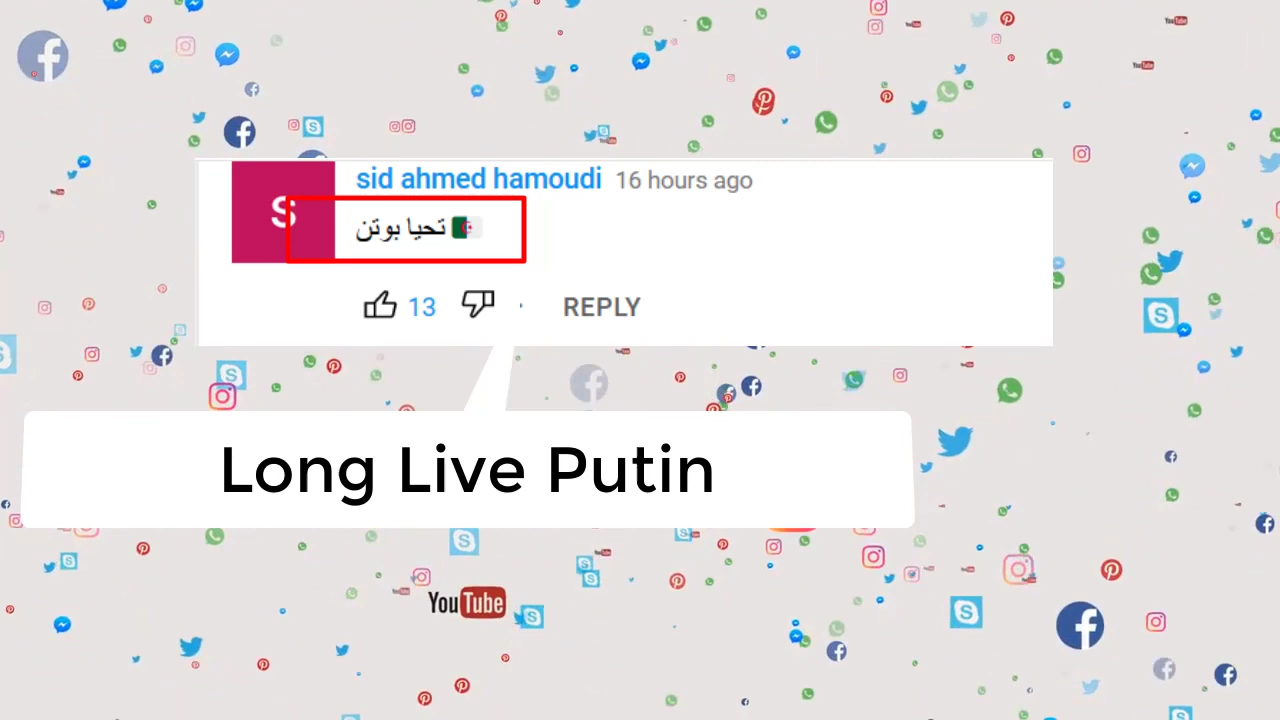 sid ahmed hamoudi 16 hours ago
S
تحيا بوتن 🇩🇿
13 REPLY
Long Live Putin
YouTube